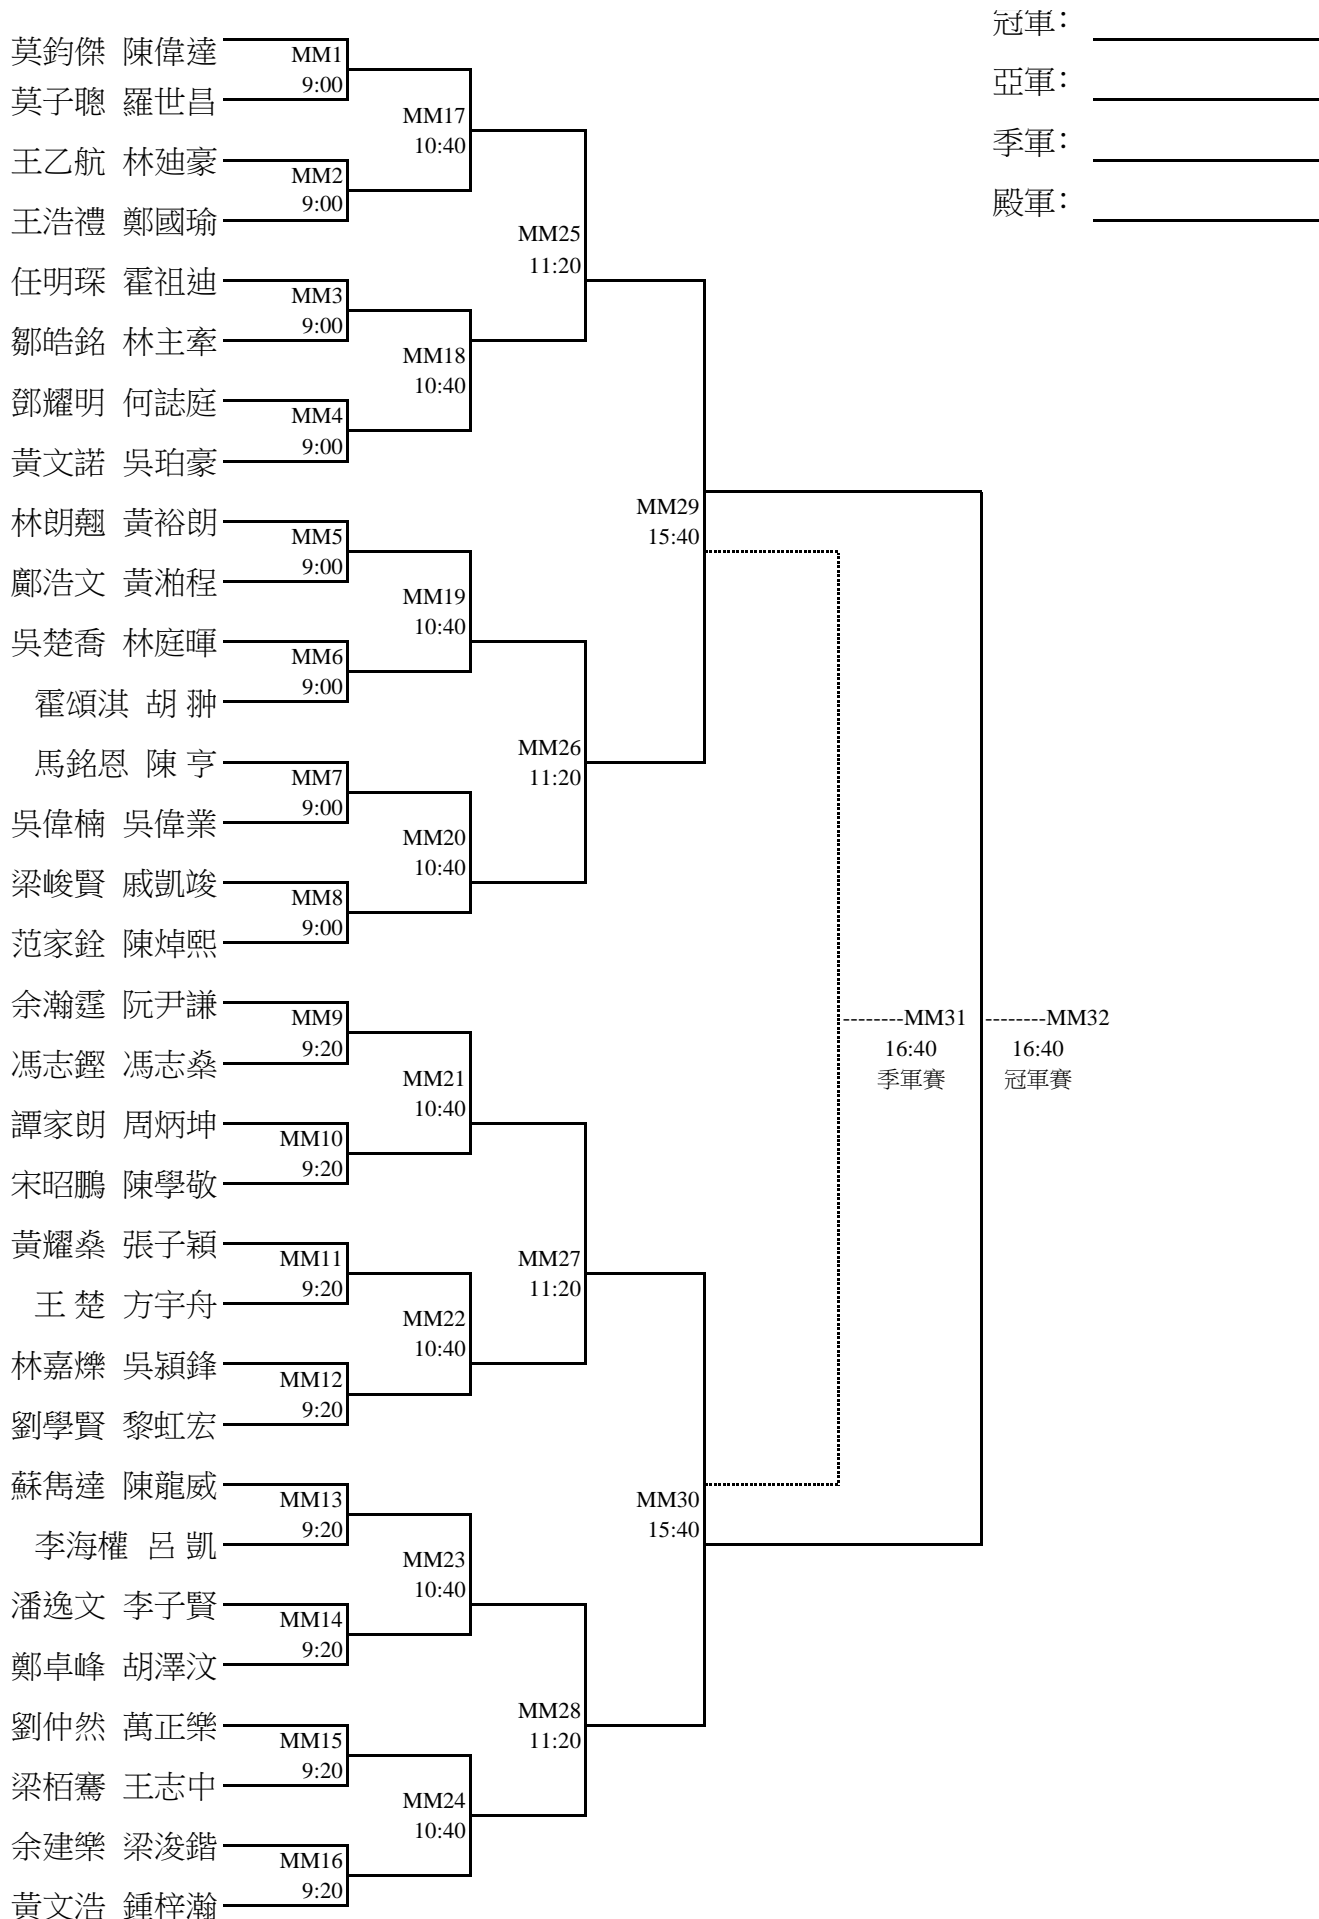 冠軍：
亞軍：
季軍：
殿軍：
莫鈞傑 陳偉達
MM1
9:00
莫子聰 羅世昌
MM17
10:40
王乙航 林廸豪
MM2
9:00
王浩禮 鄭國瑜
MM25
11:20
任明琛 霍祖迪
MM3
9:00
鄒皓銘 林主牽
MM18
10:40
鄧耀明 何誌庭
MM4
9:00
黃文諾 吳珀豪
MM29
15:40
林朗翹 黃裕朗
MM5
9:00
鄺浩文 黃湘程
MM19
10:40
吳楚喬 林庭暉
MM6
9:00
霍頌淇 胡 翀
MM26
11:20
馬銘恩 陳 亨
MM7
9:00
吳偉楠 吳偉業
MM20
10:40
梁峻賢 戚凱竣
MM8
9:00
范家銓 陳焯熙
余瀚霆 阮尹謙
MM9
9:20
--------MM31
16:40
季軍賽
--------MM32
16:40
冠軍賽
馮志鏗 馮志燊
MM21
10:40
譚家朗 周炳坤
MM10
9:20
宋昭鵬 陳學敬
黃耀燊 張子穎
MM11
9:20
MM27
11:20
王 楚 方宇舟
MM22
10:40
林嘉爍 吳潁鋒
MM12
9:20
劉學賢 黎虹宏
蘇雋達 陳龍威
MM13
9:20
MM30
15:40
李海權 呂 凱
MM23
10:40
潘逸文 李子賢
MM14
9:20
鄭卓峰 胡澤汶
劉仲然 萬正樂
MM28
11:20
MM15
9:20
梁栢騫 王志中
MM24
10:40
余建樂 梁浚鍇
MM16
9:20
黃文浩 鍾梓瀚